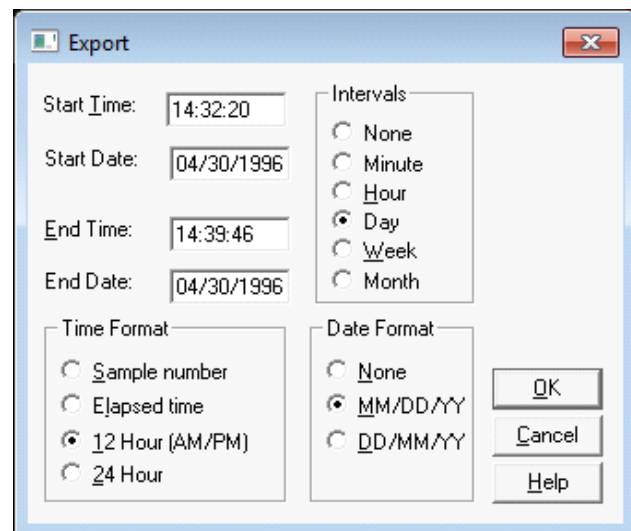 Export
Start Time: 14:32:20
Start Date: 04/30/1996
End Time: 14:39:46
End Date: 04/30/1996
Intervals
None
Minute
Hour
Day
Week
Month
Time Format
Sample number
Elapsed time
12 Hour (AM/PM)
24 Hour
Date Format
None
MM/DD/YY
DD/MM/YY
OK
Cancel
Help